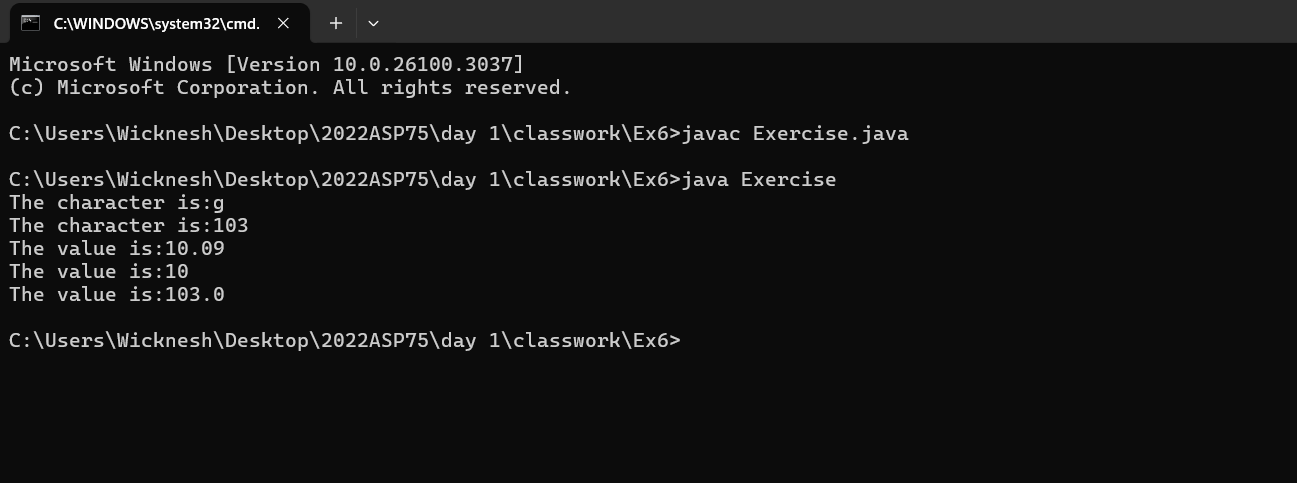 C:\WINDOWS\system32\cmd.
Microsoft Windows [Version 10.0.26100.3037]
(c) Microsoft Corporation. All rights reserved.
C:\Users\Wicknesh\Desktop\2022ASP75\day 1\classwork\Ex6>javac Exercise.java
C:\Users\Wicknesh\Desktop\2022ASP75\day 1\classwork\Ex6>java Exercise
The character is:g
The character is:103
The value is:10.09
The value is:10
The value is:103.0
C:\Users\Wicknesh\Desktop\2022ASP75\day 1\classwork\Ex6>